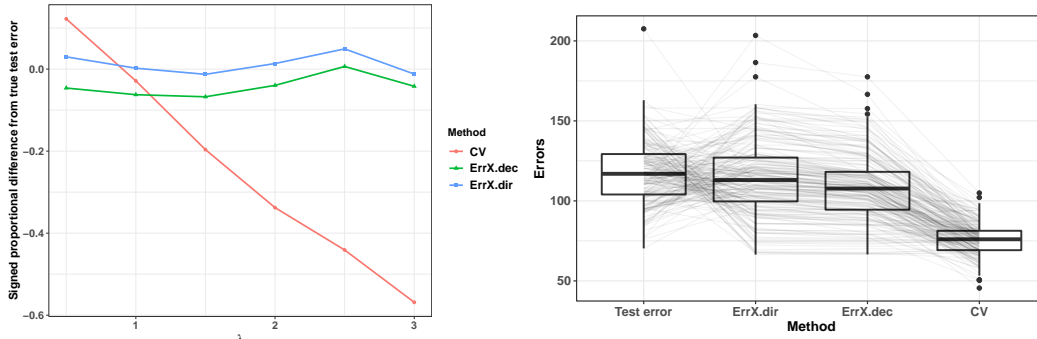 Signed proportional difference from true test error
0.0
−0.2
−0.4
−0.6
1
2
3
Method
CV
ErrX.dec
ErrX.dir
Errors
200
150
100
50
Test error
ErrX.dir
ErrX.dec
CV
Method